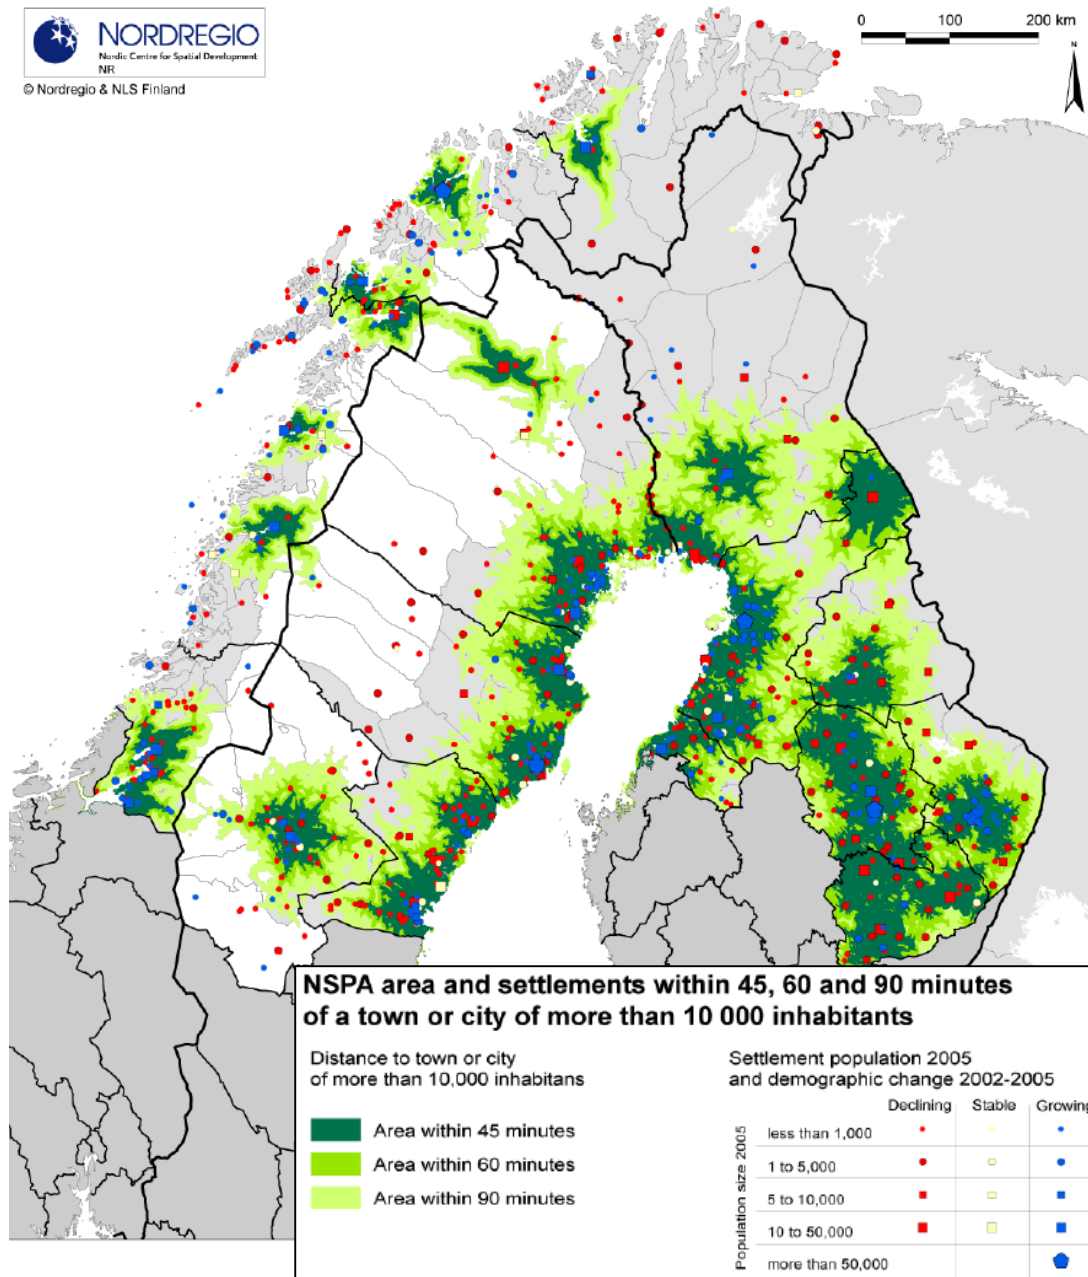 NORDREGIO
Nordic Centre for Spatial Development
NR
© Nordregio & NLS Finland
0 100 200 km
N
NSPA area and settlements within 45, 60 and 90 minutes
of a town or city of more than 10 000 inhabitants
Distance to town or city
of more than 10,000 inhabitans
Area within 45 minutes
Area within 60 minutes
Area within 90 minutes
Settlement population 2005
and demographic change 2002-2005
Declining Stable Growing
Population size 2005
less than 1,000
1 to 5,000
5 to 10,000
10 to 50,000
more than 50,000